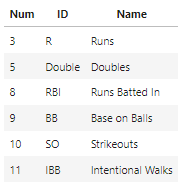 Num ID Name
3 R Runs
5 Double Doubles
8 RBI Runs Batted In
9 BB Base on Balls
10 SO Strikeouts
11 IBB Intentional Walks